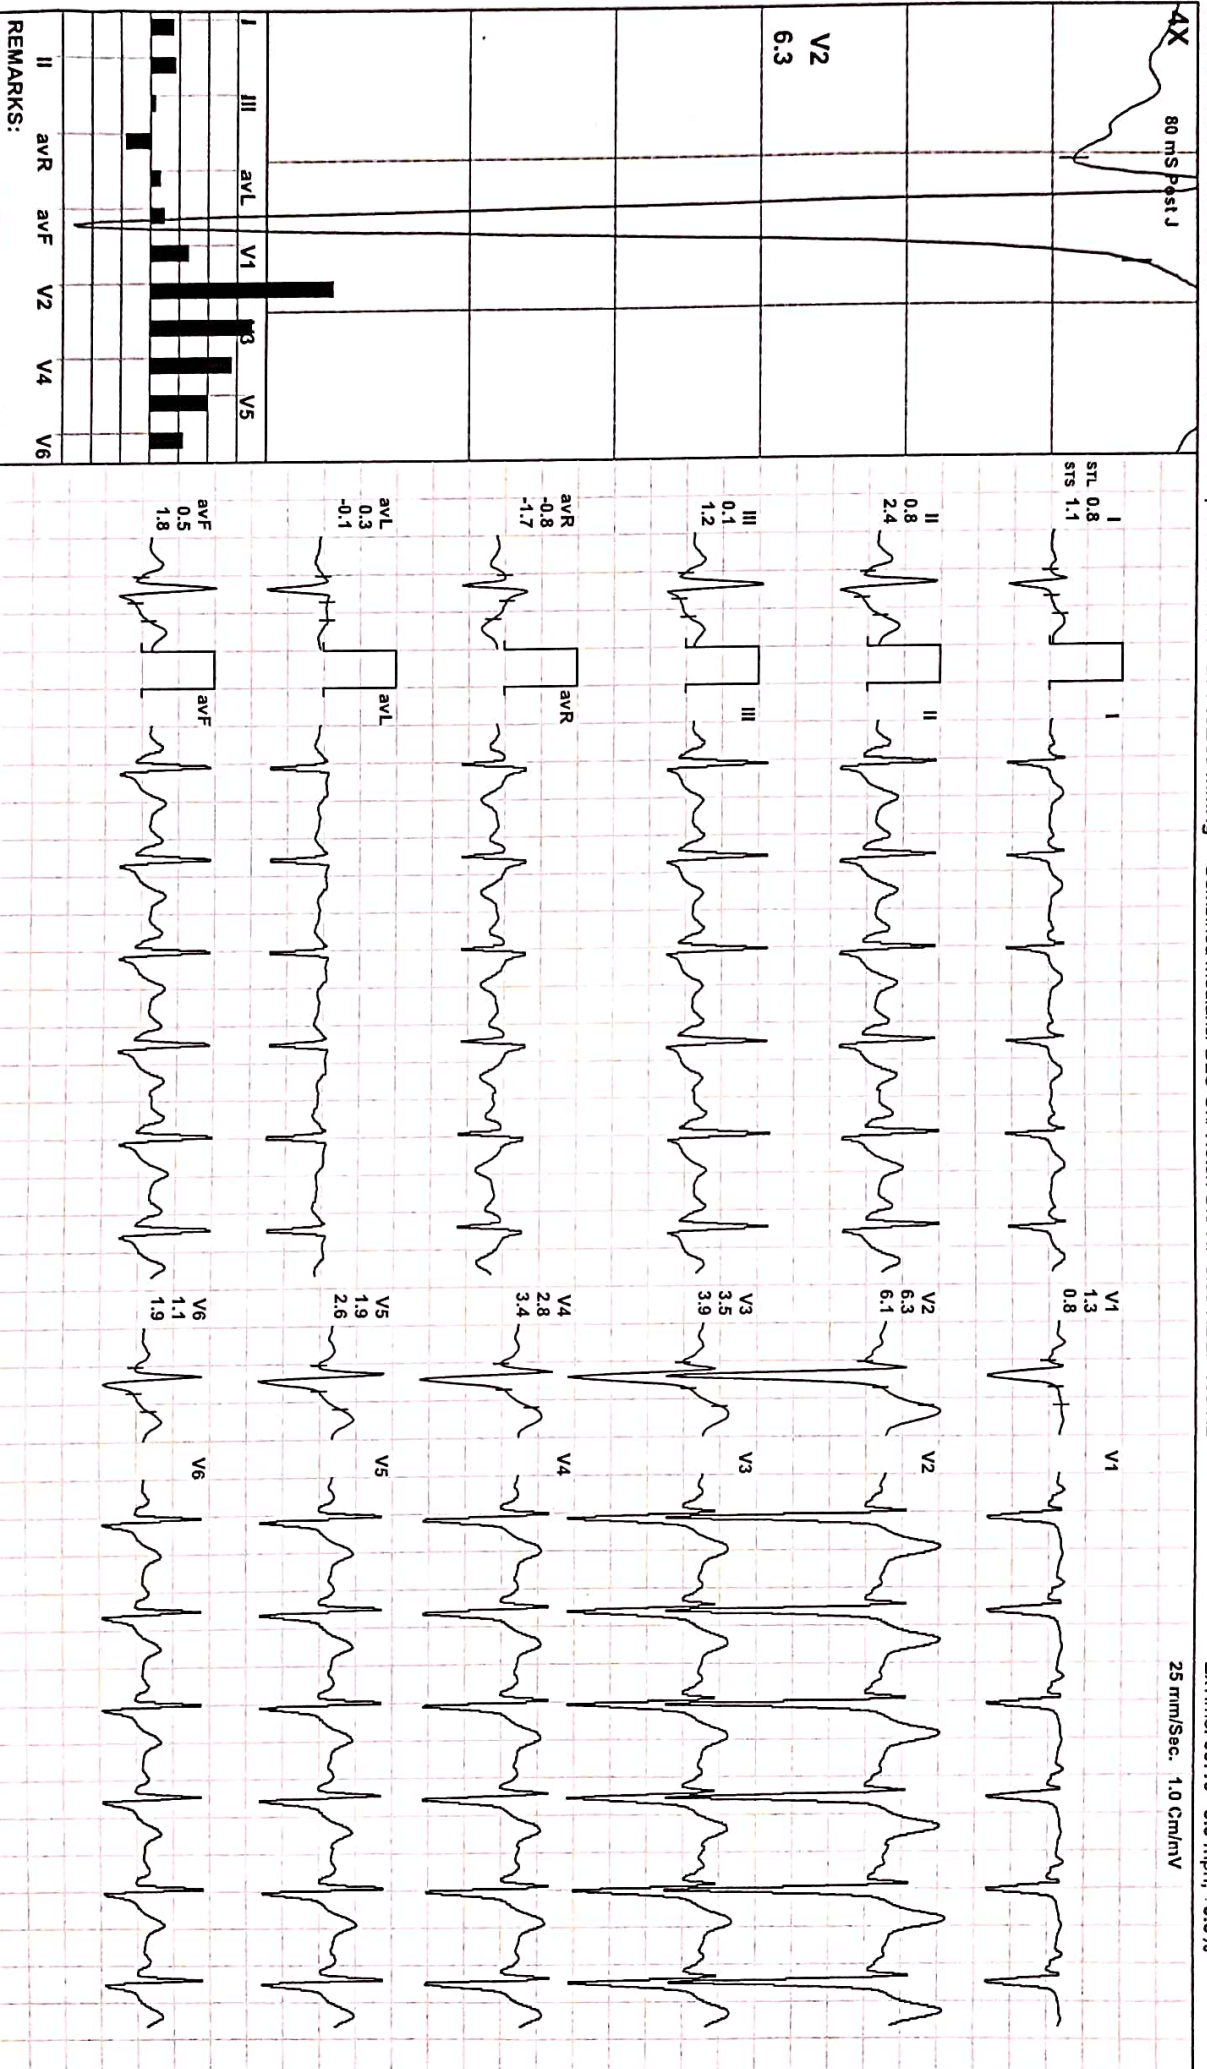 25 mm/Sec. 1.0 Cm/mV
4X
80 mS Post J
V2
6.3
I
III
avL
V1
V3
V5
II
avR
avF
V2
V4
V6
REMARKS:
I
STL 0.8
STS 1.1
I
II
0.8
2.4
II
III
0.1
1.2
III
avR
-0.8
-1.7
avR
avL
0.3
-0.1
avL
avF
0.5
1.8
avF
V1
1.3
0.8
V1
V2
6.3
6.1
V2
V3
3.5
3.9
V3
V4
2.8
3.4
V4
V5
1.9
2.6
V5
V6
1.1
1.9
V6